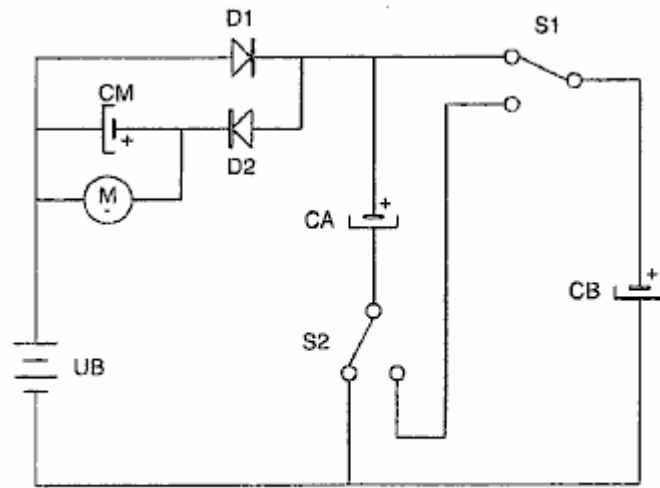 D1
S1
CM
+
D2
M
-
CA
+
CB
+
S2
UB